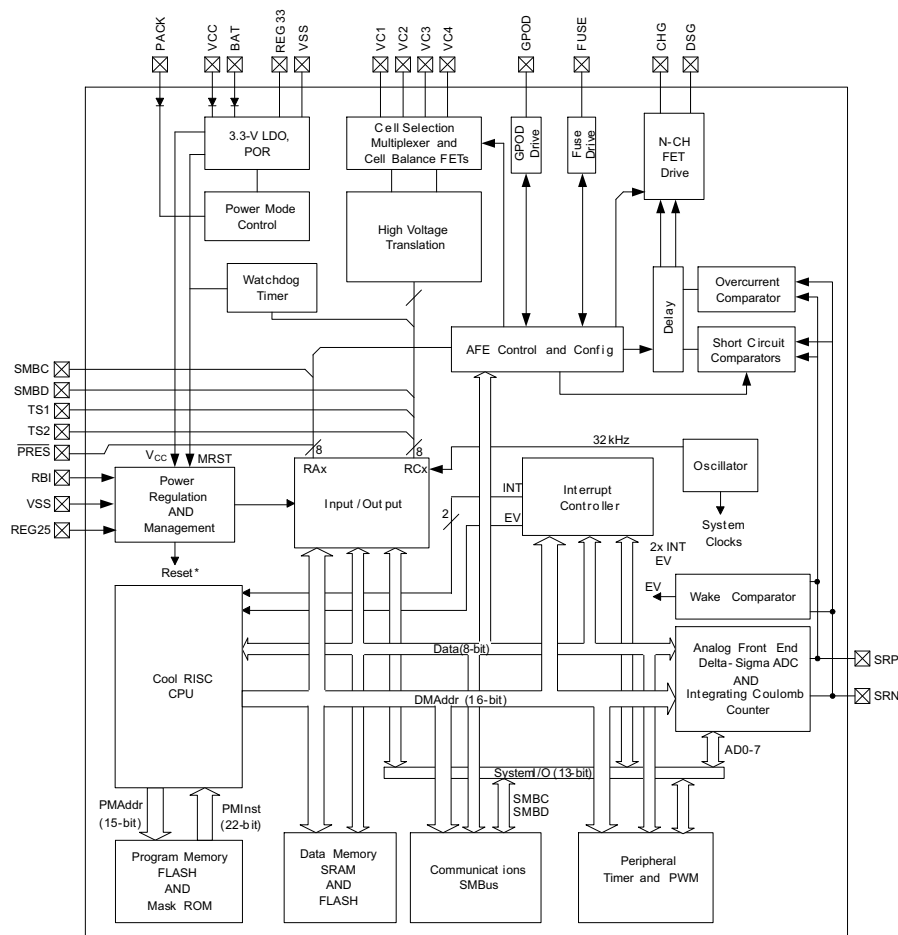 PACK
VCC
BAT
REG33
VSS
VC1
VC2
VC3
VC4
GPOD
FUSE
CHG
DSG
3.3-V LDO,
POR
Cell Selection
Multiplexer and
Cell Balance FETs
GPOD
Drive
Fuse Drive
N-CH
FET
Drive
Power Mode
Control
High Voltage
Translation
Watchdog
Timer
Delay
Overcurrent
Comparator
AFE Control and Config
Short Circuit
Comparators
SMBC
SMBD
TS1
TS2
PRES
RBI
VSS
REG25
VCC
MRST
8
8
32 kHz
Power
Regulation
AND
Management
RAx
RCx
Input/Output
INT
2
EV
Interrupt
Controller
Oscillator
System
Clocks
2x INT
EV
Reset*
EV
Wake Comparator
Cool RISC
CPU
Data(8-bit)
DMAddr (16-bit)
Analog Front End
Delta-Sigma ADC
AND
Integrating Coulomb
Counter
SRP
SRN
AD0-7
SystemI/O (13-bit)
PMAddr
(15-bit)
PMInst
(22-bit)
SMBC
SMBD
Program Memory
FLASH
AND
Mask ROM
Data Memory
SRAM
AND
FLASH
Communications
SMBus
Peripheral
Timer and PWM